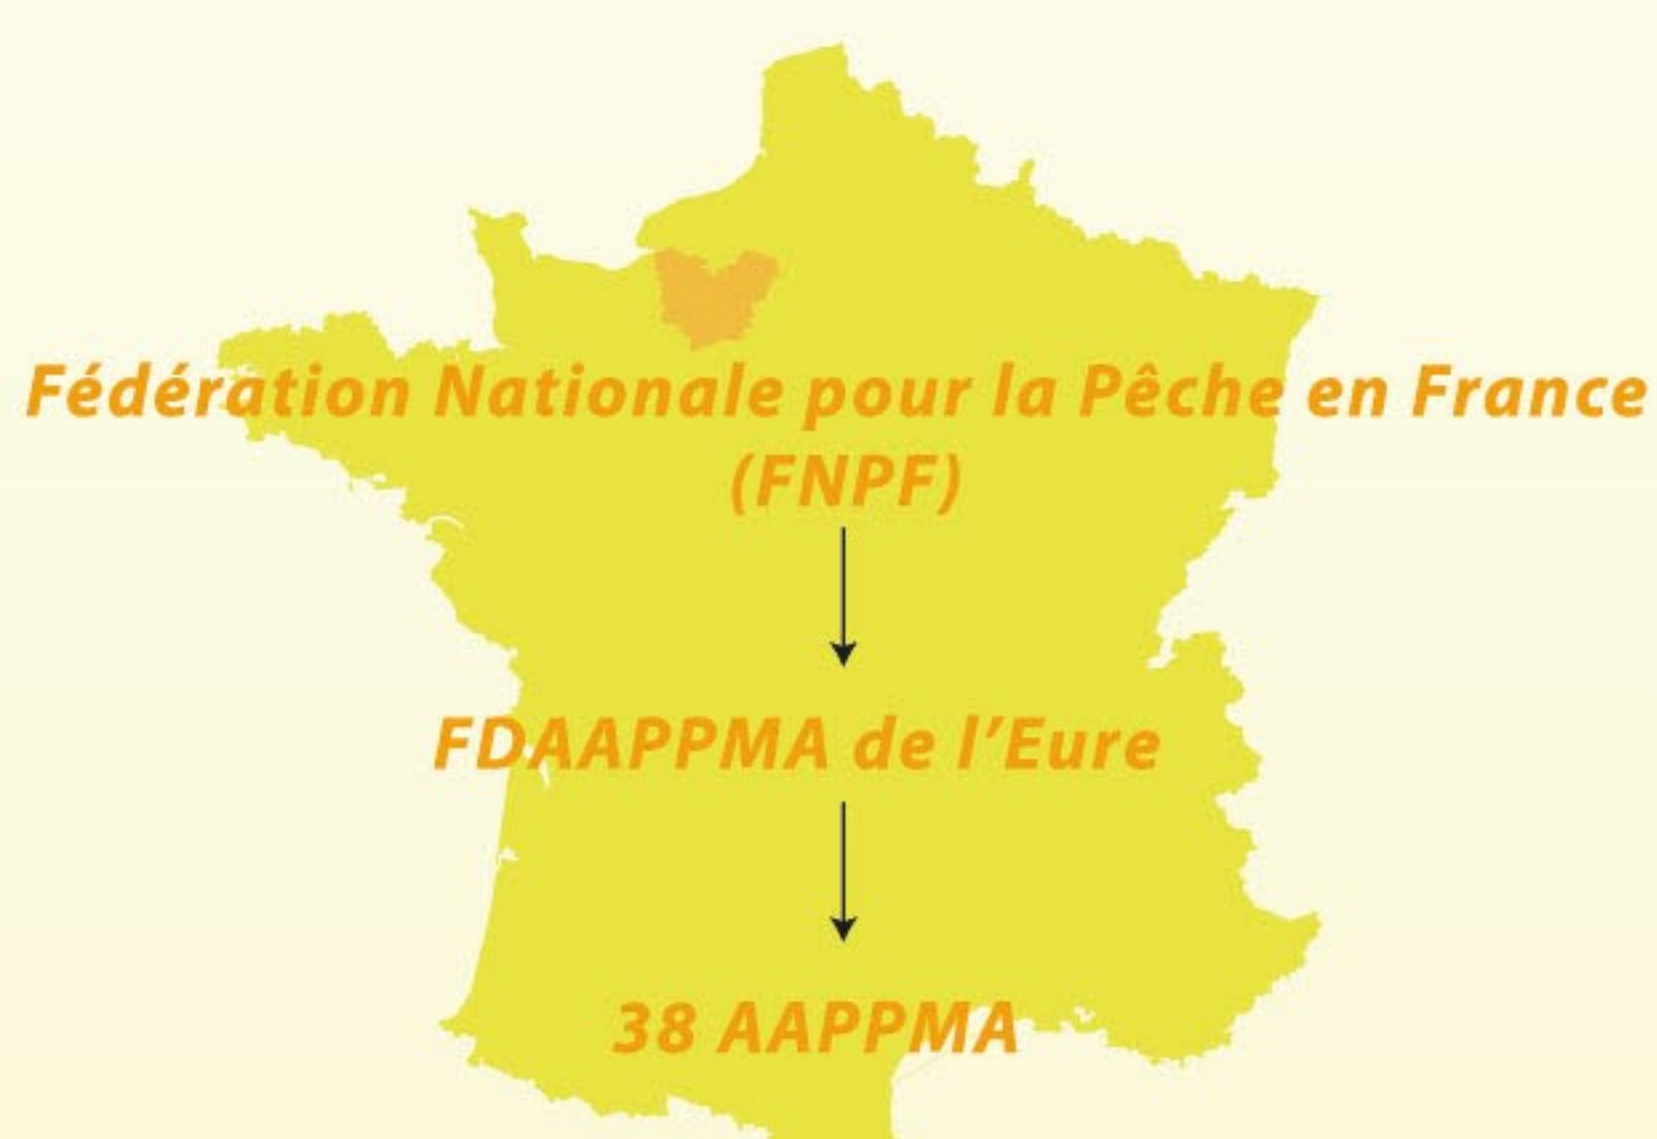 Fédération Nationale pour la Pêche en France
(FNPF)
FDAAPPMA de l’Eure
38 AAPPMA